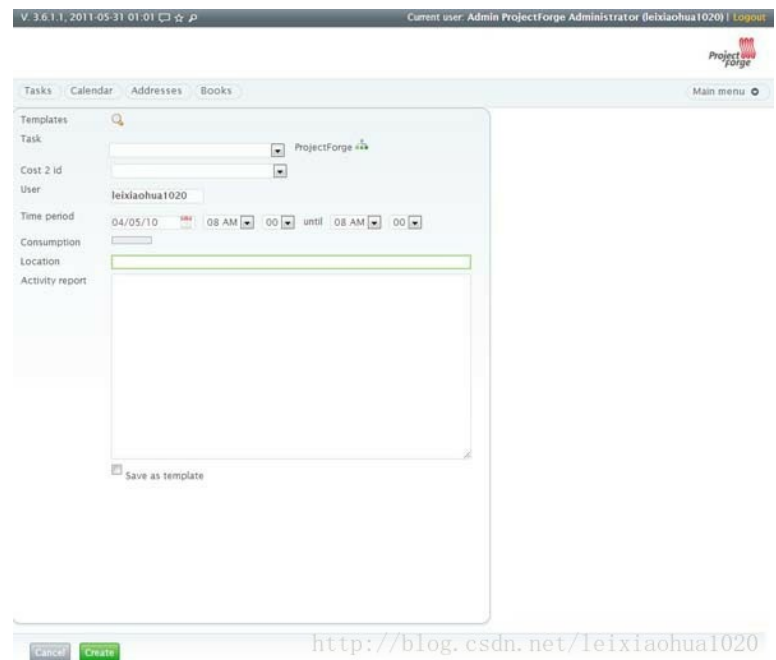 V. 3.6.1.1, 2011-05-31 01:01 Current user: Admin ProjectForge Administrator (leixiaohua1020) | Logout
Project Forge
Tasks Calendar Addresses Books Main menu
Templates
Task ProjectForge
Cost 2 id
User leixiaohua1020
Time period 04/05/10 08 AM 00 until 08 AM 00
Consumption
Location
Activity report
Save as template
Cancel Create
http://blog.csdn.net/leixiaohua1020